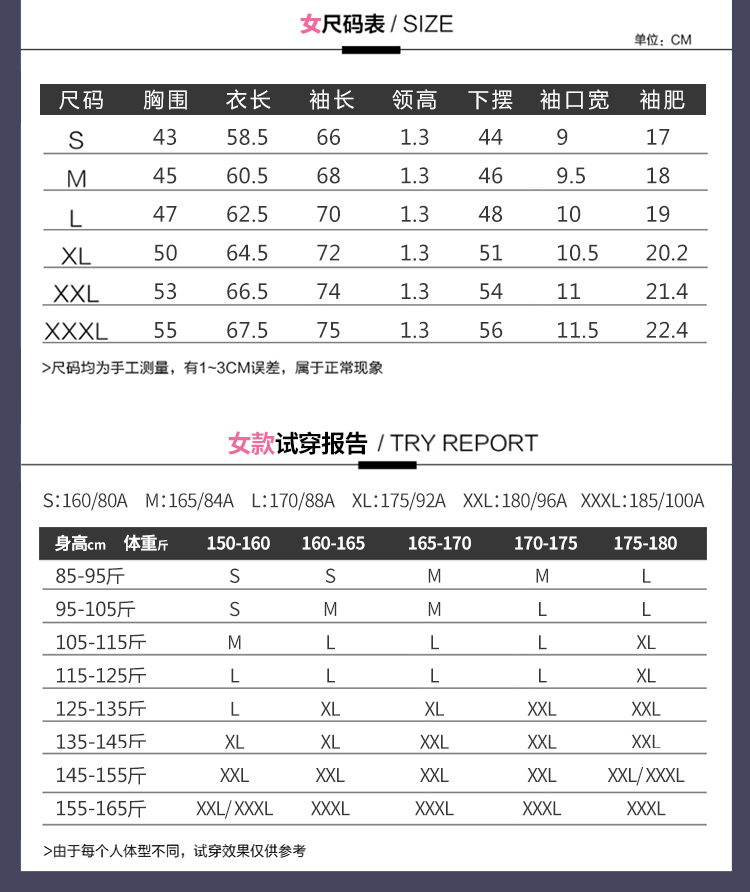 女尺码表 / SIZE
单位：CM
尺码 胸围 衣长 袖长 领高 下摆 袖口宽 袖肥
S 43 58.5 66 1.3 44 9 17
M 45 60.5 68 1.3 46 9.5 18
L 47 62.5 70 1.3 48 10 19
XL 50 64.5 72 1.3 51 10.5 20.2
XXL 53 66.5 74 1.3 54 11 21.4
XXXL 55 67.5 75 1.3 56 11.5 22.4
>尺码均为手工测量，有1~3CM误差，属于正常现象
女款试穿报告 / TRY REPORT
S:160/80A M:165/84A L:170/88A XL:175/92A XXL:180/96A XXXL:185/100A
身高cm 体重斤 150-160 160-165 165-170 170-175 175-180
85-95斤 S S M M L
95-105斤 S M M L L
105-115斤 M L L L XL
115-125斤 L L L L XL
125-135斤 L XL XL XXL XXL
135-145斤 XL XL XXL XXL XXL
145-155斤 XXL XXL XXL XXL XXL/XXXL
155-165斤 XXL/XXXL XXXL XXXL XXXL XXXL
>由于每个人体型不同，试穿效果仅供参考